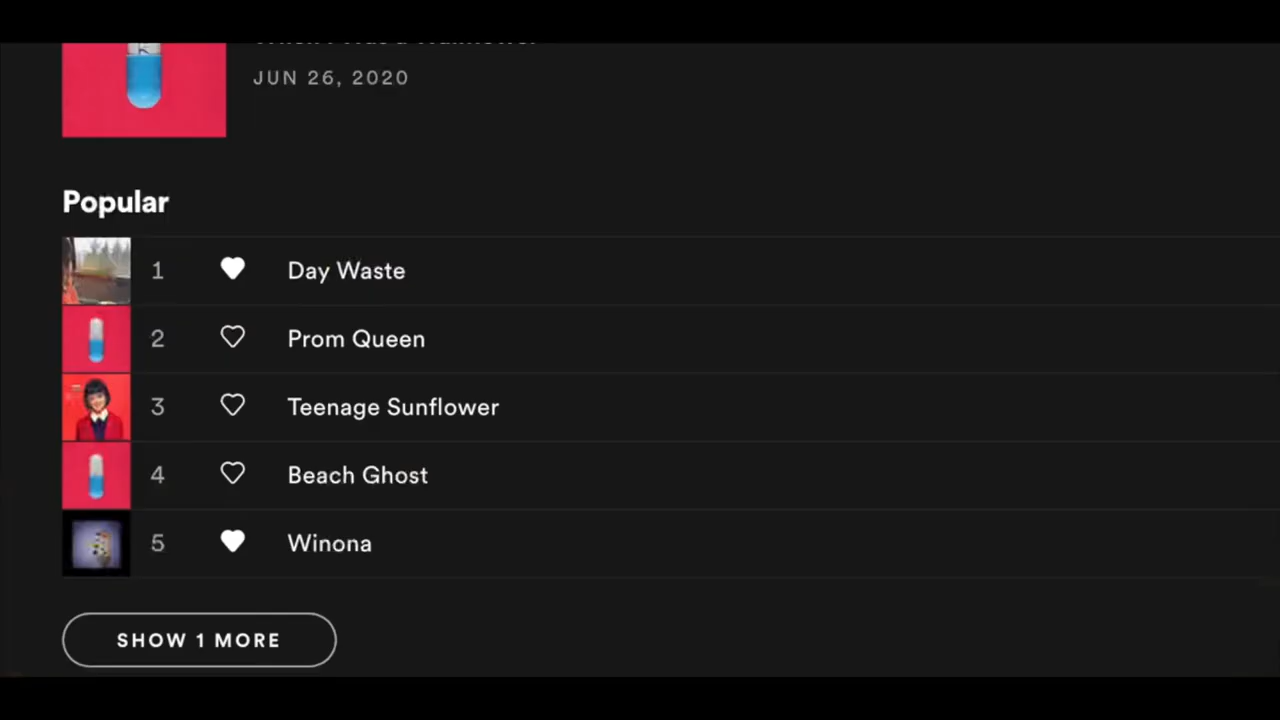 JUN 26, 2020
Popular
1 Day Waste
2 Prom Queen
3 Teenage Sunflower
4 Beach Ghost
5 Winona
SHOW 1 MORE